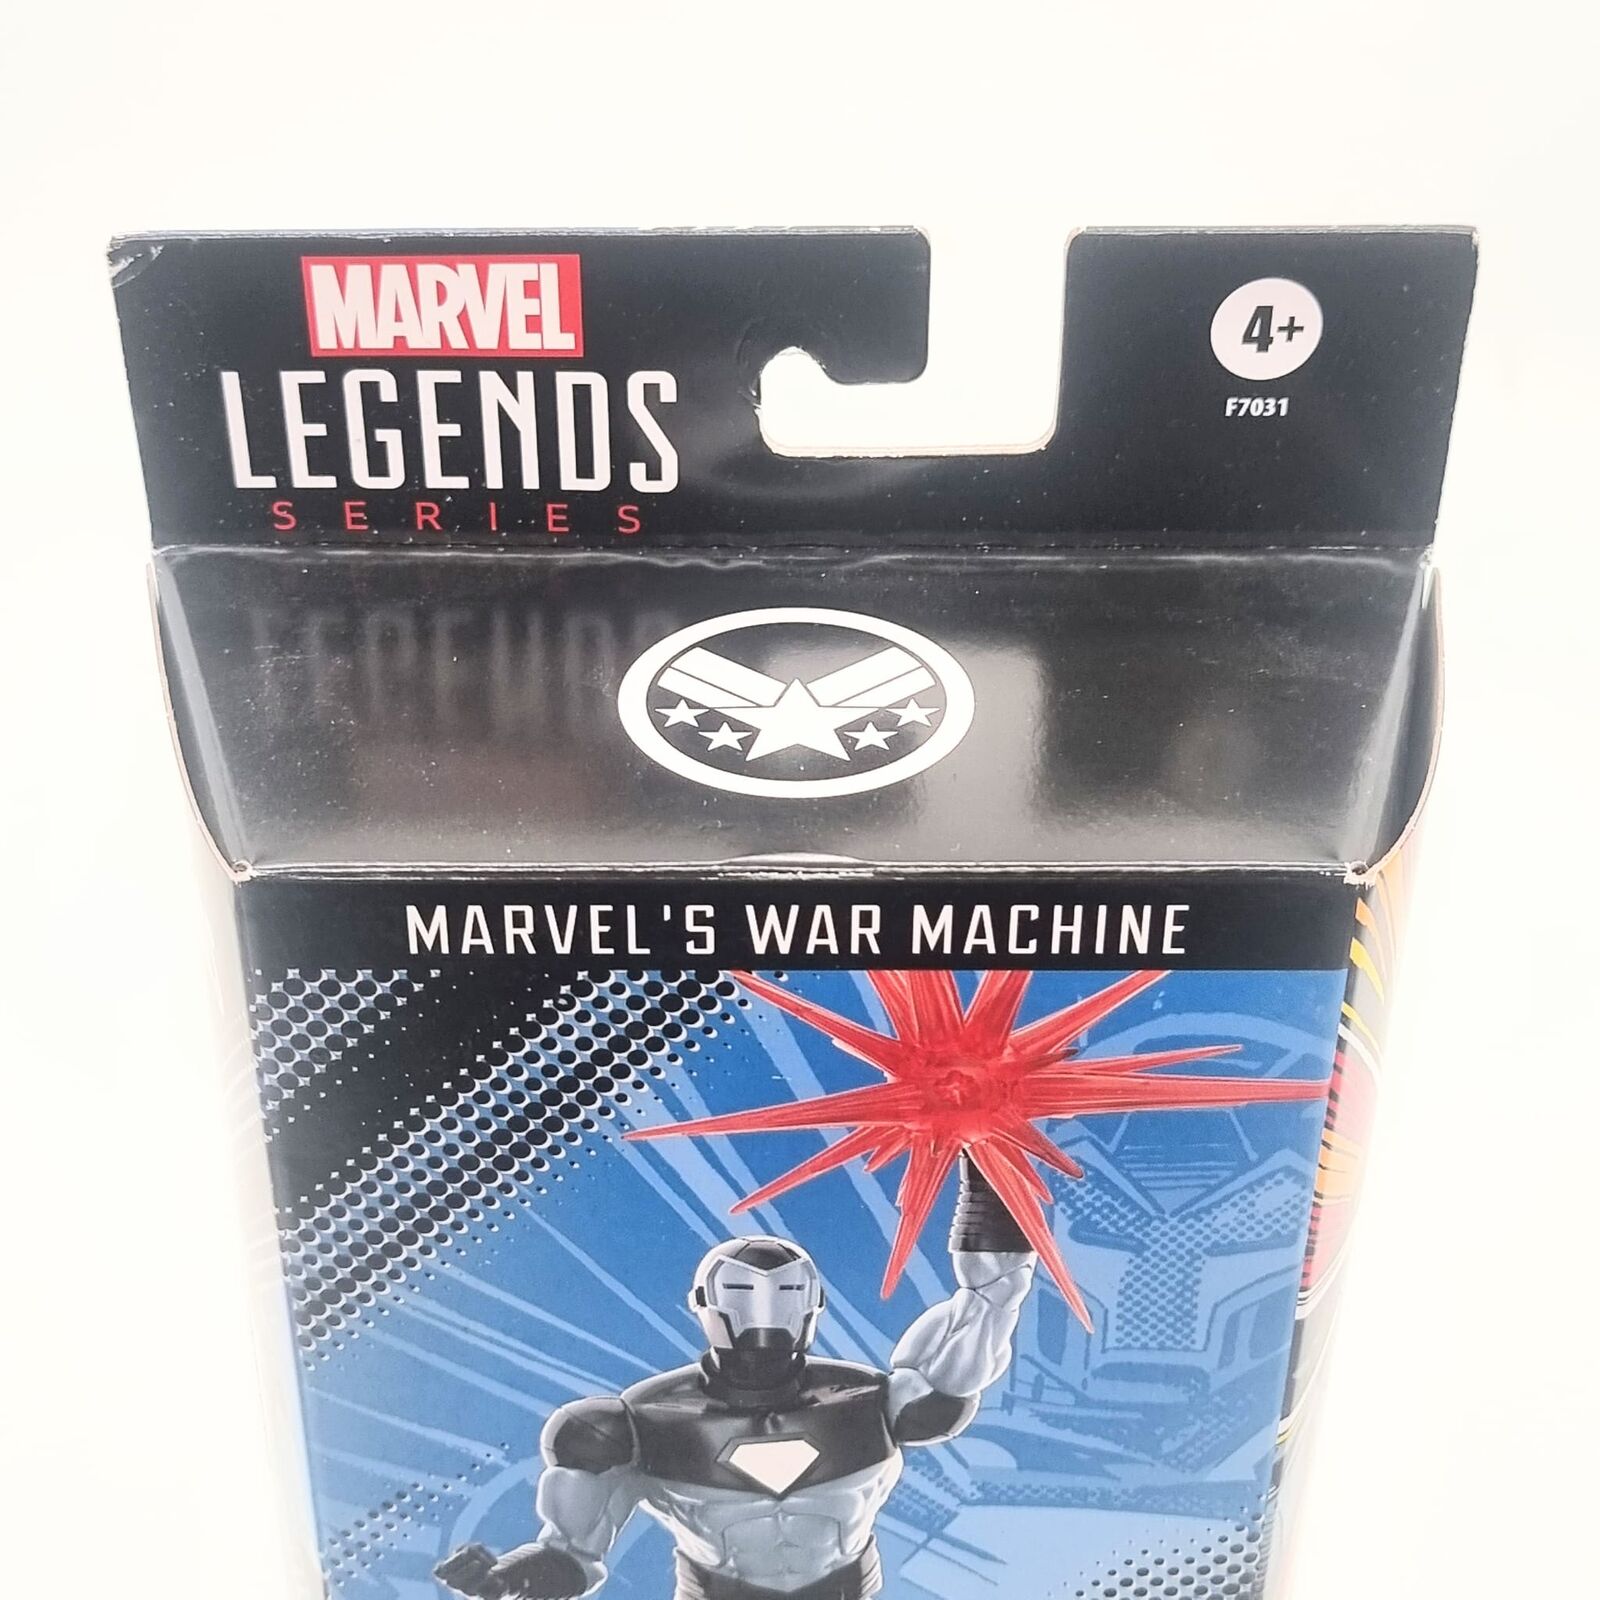 MARVEL
LEGENDS
SERIES
4+
F7031
MARVEL'S WAR MACHINE